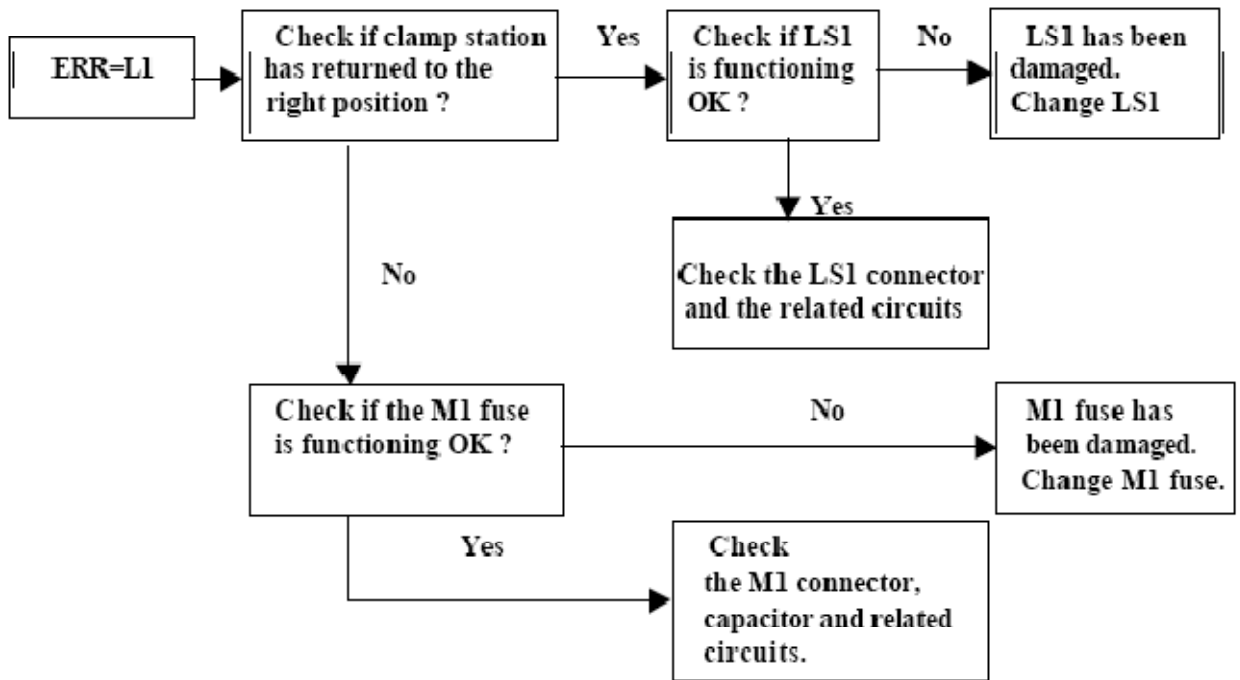 ERR=L1
Check if clamp station
has returned to the
right position ?
Yes
Check if LS1
is functioning
OK ?
No
LS1 has been
damaged.
Change LS1
Yes
Check the LS1 connector
and the related circuits
No
Check if the M1 fuse
is functioning OK ?
No
M1 fuse has
been damaged.
Change M1 fuse.
Yes
Check
the M1 connector,
capacitor and related
circuits.